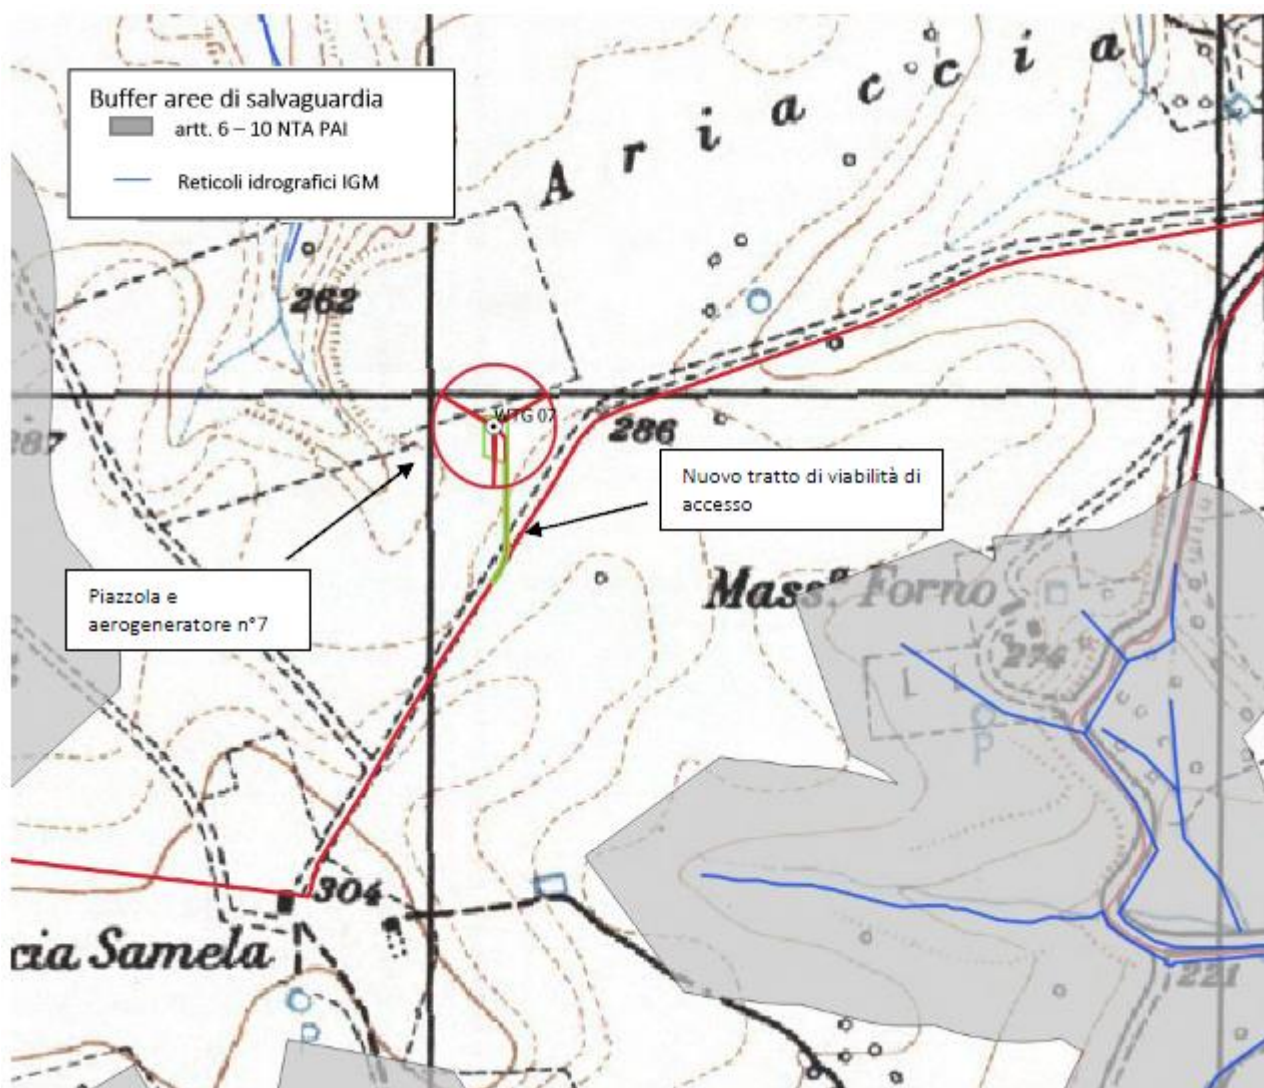 Buffer aree di salvaguardia
artt. 6 – 10 NTA PAI
Reticoli idrografici IGM
Ariaccia
262
WTG 07
287
286
Nuovo tratto di viabilità di
accesso
Mass.ª Forno
Piazzola e
aerogeneratore n°7
274
P
304
cia Samela
221
P